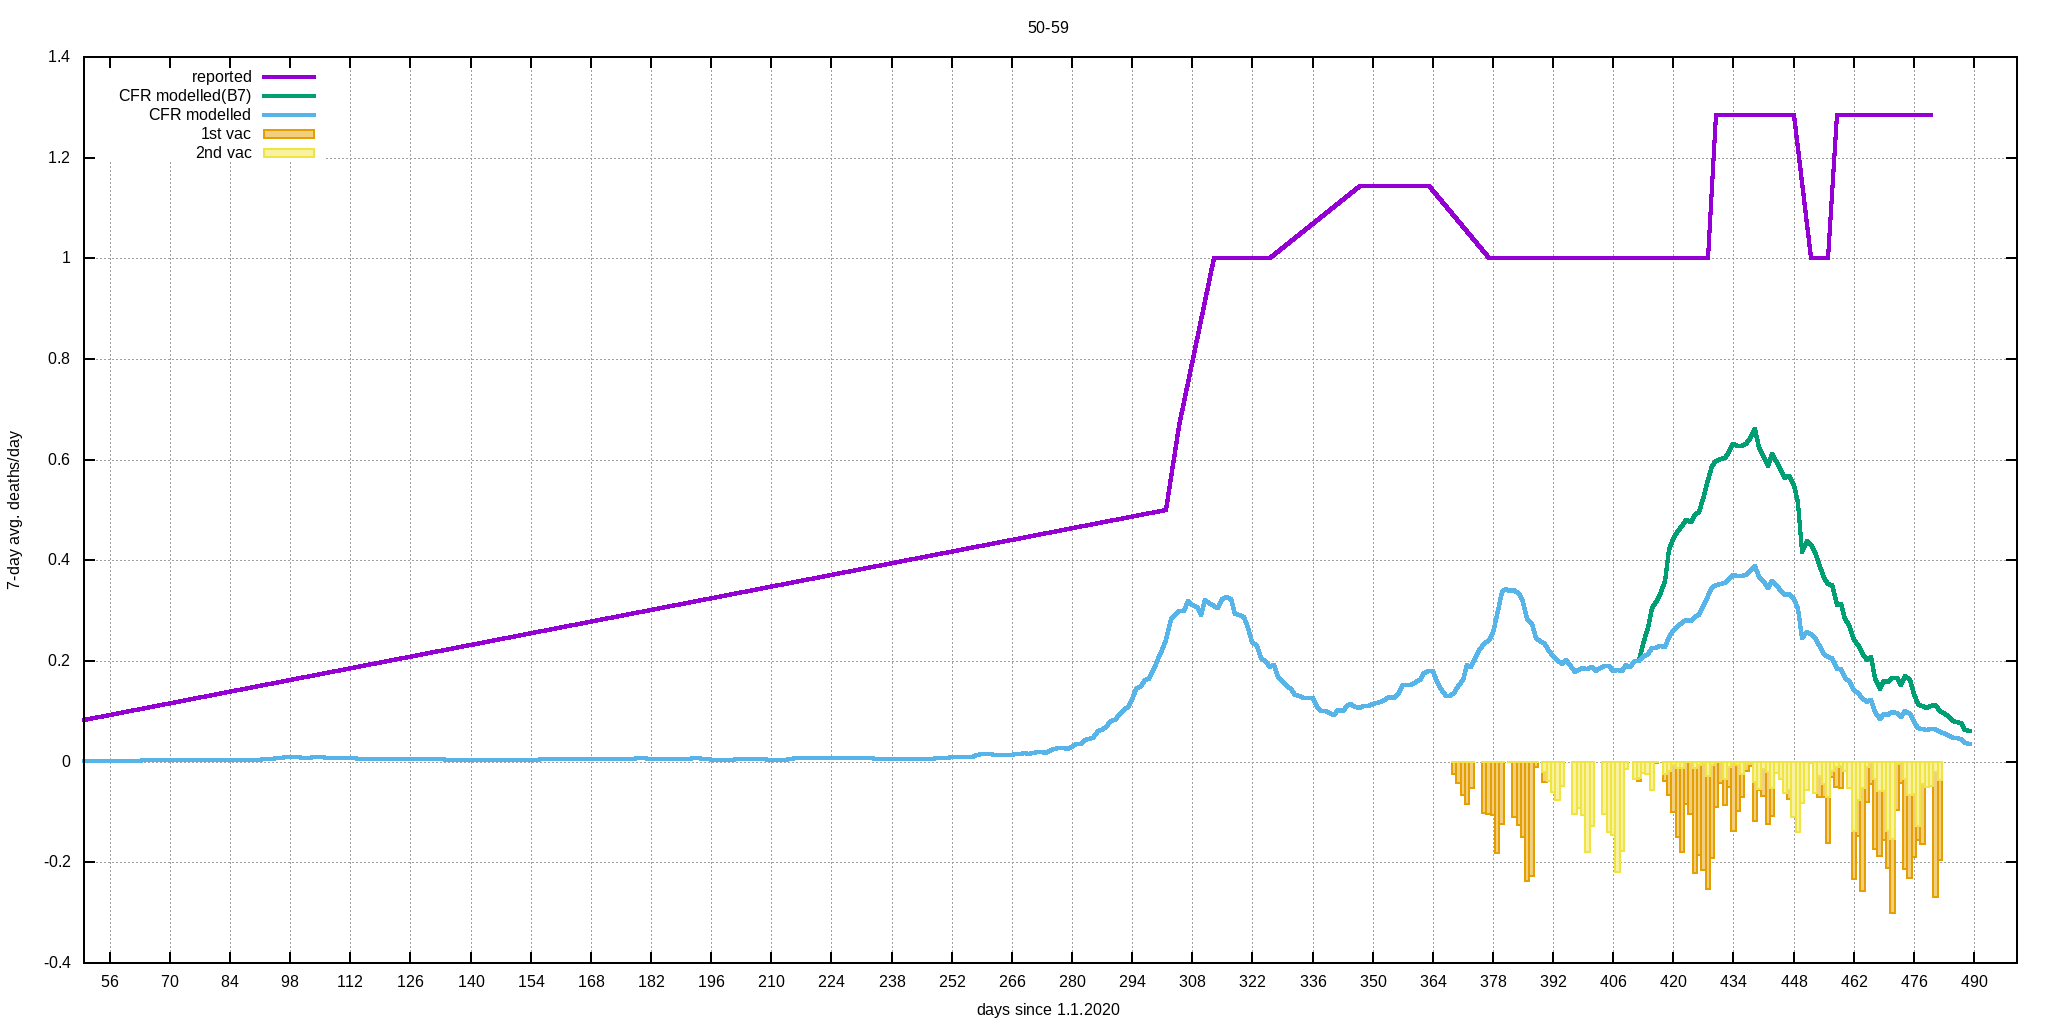 50-59
1.4
1.2
1
0.8
0.6
0.4
0.2
0
-0.2
-0.4
7-day avg. deaths/day
reported
CFR modelled(B7)
CFR modelled
1st vac
2nd vac
56 70 84 98 112 126 140 154 168 182 196 210 224 238 252 266 280 294 308 322 336 350 364 378 392 406 420 434 448 462 476 490
days since 1.1.2020